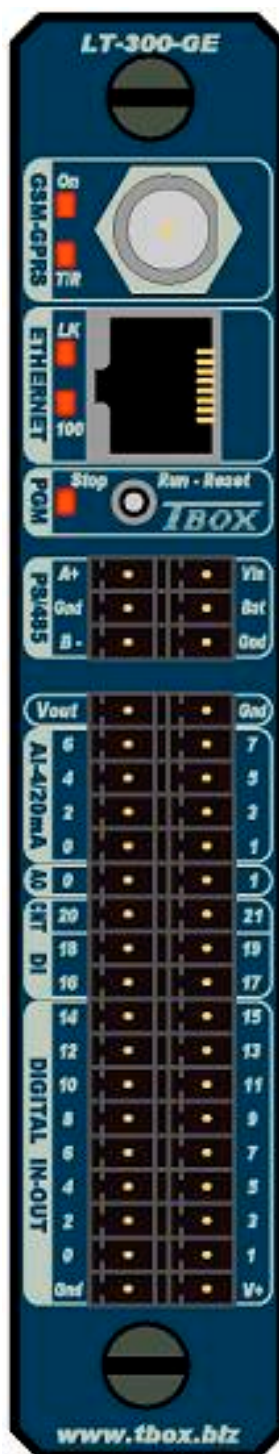 LT-300-GE
GSM-GPRS
On
T/R
ETHERNET
LK
100
PGM
Stop Run - Reset
TBOX
PS/485
A+ Vin
Gnd Bat
B - Gnd
Vout Gnd
AI-4/20mA
6 7
4 5
2 3
0 1
AO 0 1
CNT DI
20 21
18 19
16 17
DIGITAL IN-OUT
14 15
12 13
10 11
8 9
6 7
4 5
2 3
0 1
Gnd V+
www.tbox.biz